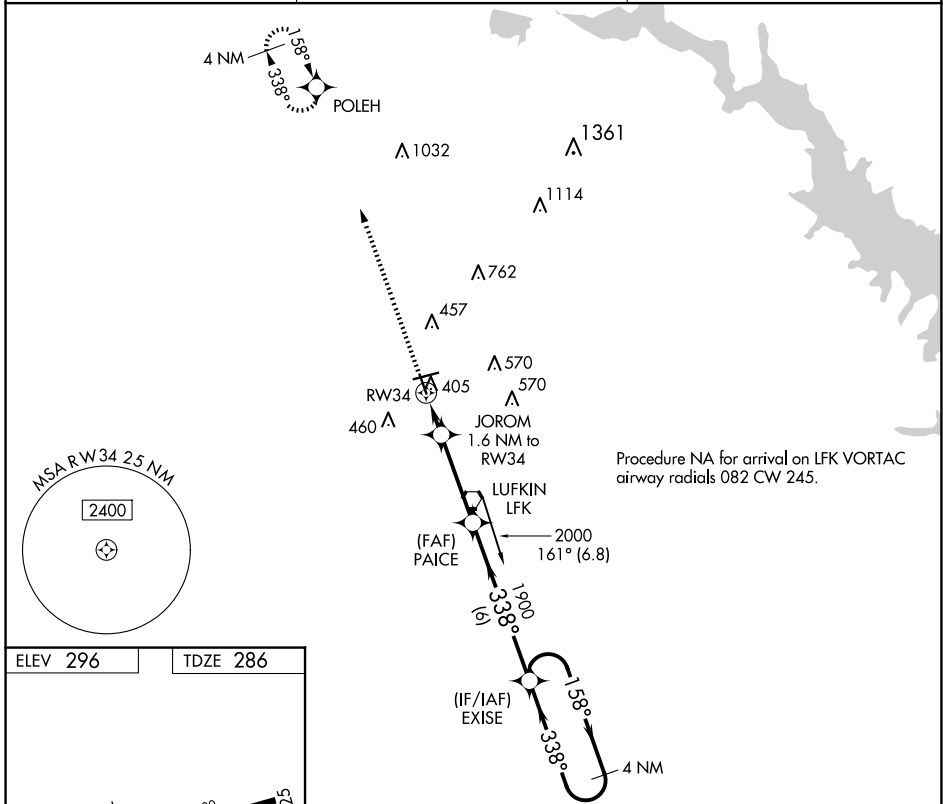 158°
4 NM
338°
POLEH
1032
1361
1114
762
457
570
RW34
405
570
460
JOROM
1.6 NM to
RW34
Procedure NA for arrival on LFK VORTAC
airway radials 082 CW 245.
MSA RW34 25 NM
2400
LUFKIN
LFK
(FAF)
PAICE
2000
161° (6.8)
1900
338°
(6)
ELEV 296
TDZE 286
(IF/IAF)
EXISE
158°
338°
4 NM